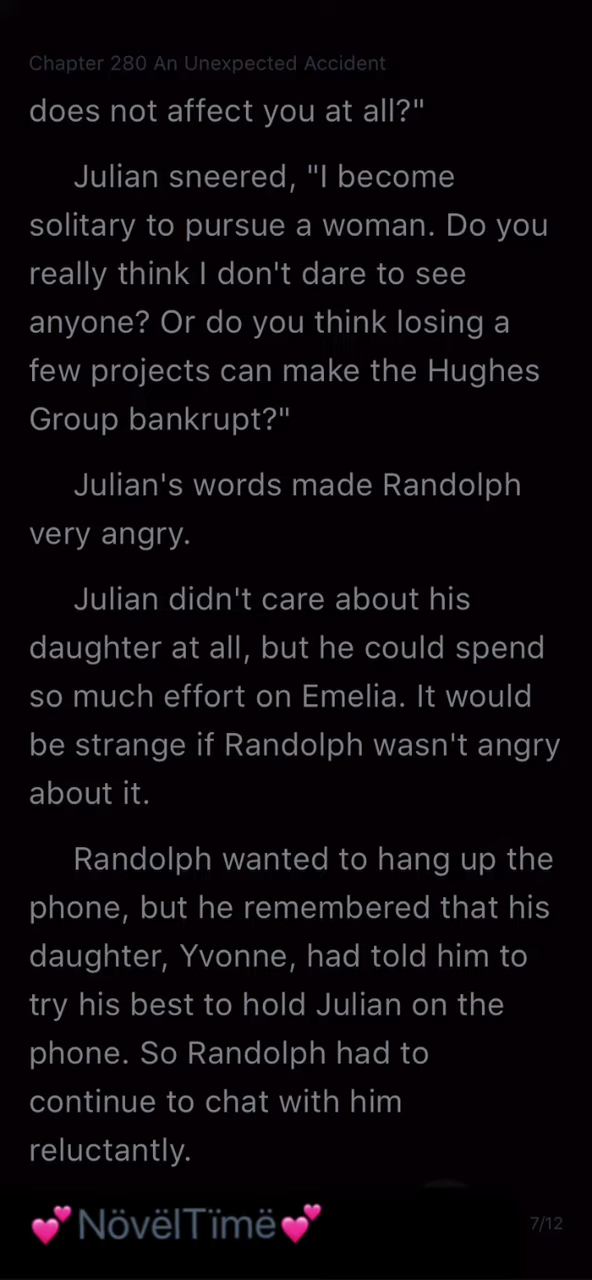 Chapter 280 An Unexpected Accident
does not affect you at all?"
Julian sneered, "I become
solitary to pursue a woman. Do you
really think I don't dare to see
anyone? Or do you think losing a
few projects can make the Hughes
Group bankrupt?"
Julian's words made Randolph
very angry.
Julian didn't care about his
daughter at all, but he could spend
so much effort on Emelia. It would
be strange if Randolph wasn't angry
about it.
Randolph wanted to hang up the
phone, but he remembered that his
daughter, Yvonne, had told him to
try his best to hold Julian on the
phone. So Randolph had to
continue to chat with him
reluctantly.
💕NövëlTïmë💕
7/12